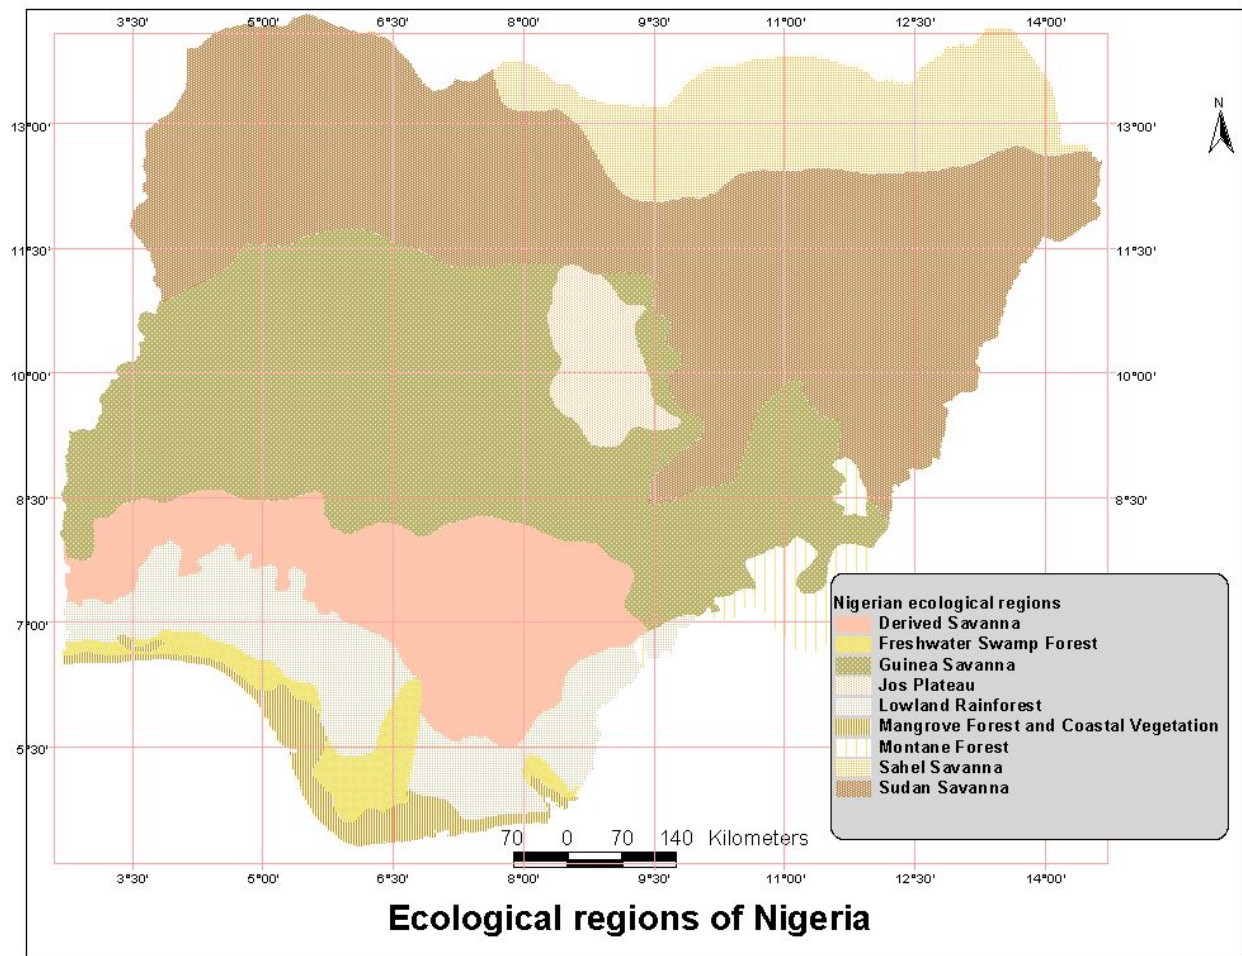 3°30' 5°00' 6°30' 8°00' 9°30' 11°00' 12°30' 14°00'
N
13°00' 13°00'
11°30' 11°30'
10°00' 10°00'
8°30' 8°30'
Nigerian ecological regions
7°00'
Derived Savanna
Freshwater Swamp Forest
Guinea Savanna
Jos Plateau
Lowland Rainforest
Mangrove Forest and Coastal Vegetation
5°30'
Montane Forest
Sahel Savanna
Sudan Savanna
70 0 70 140 Kilometers
3°30' 5°00' 6°30' 8°00' 9°30' 11°00' 12°30' 14°00'
Ecological regions of Nigeria